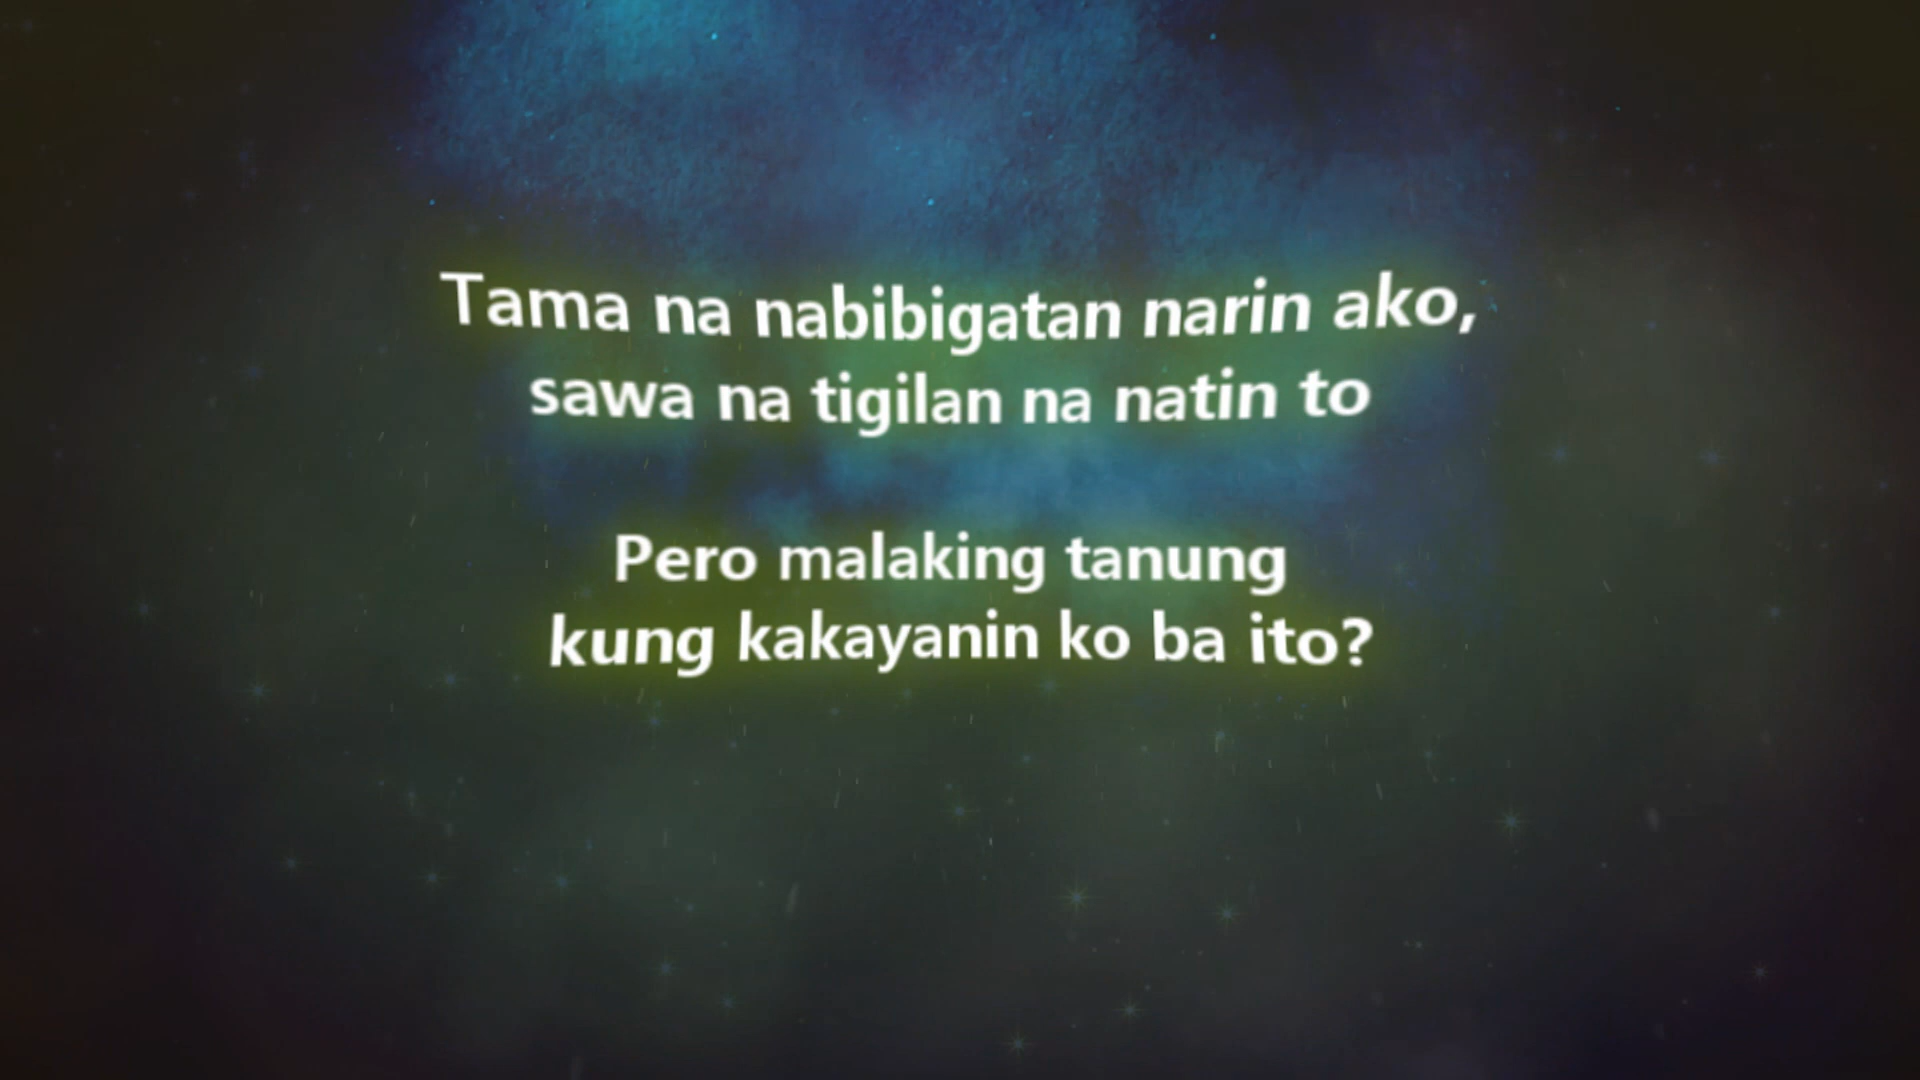 Tama na nabibigatan narin ako,
sawa na tigilan na natin to
Pero malaking tanung
kung kakayanin ko ba ito?